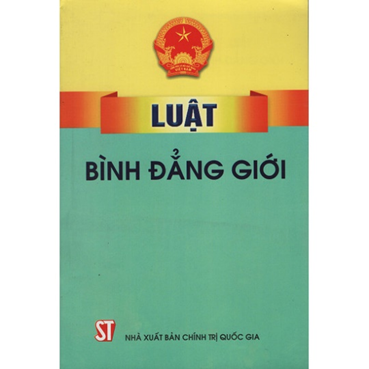 LUẬT
BÌNH ĐẲNG GIỚI
ST
NHÀ XUẤT BẢN CHÍNH TRỊ QUỐC GIA